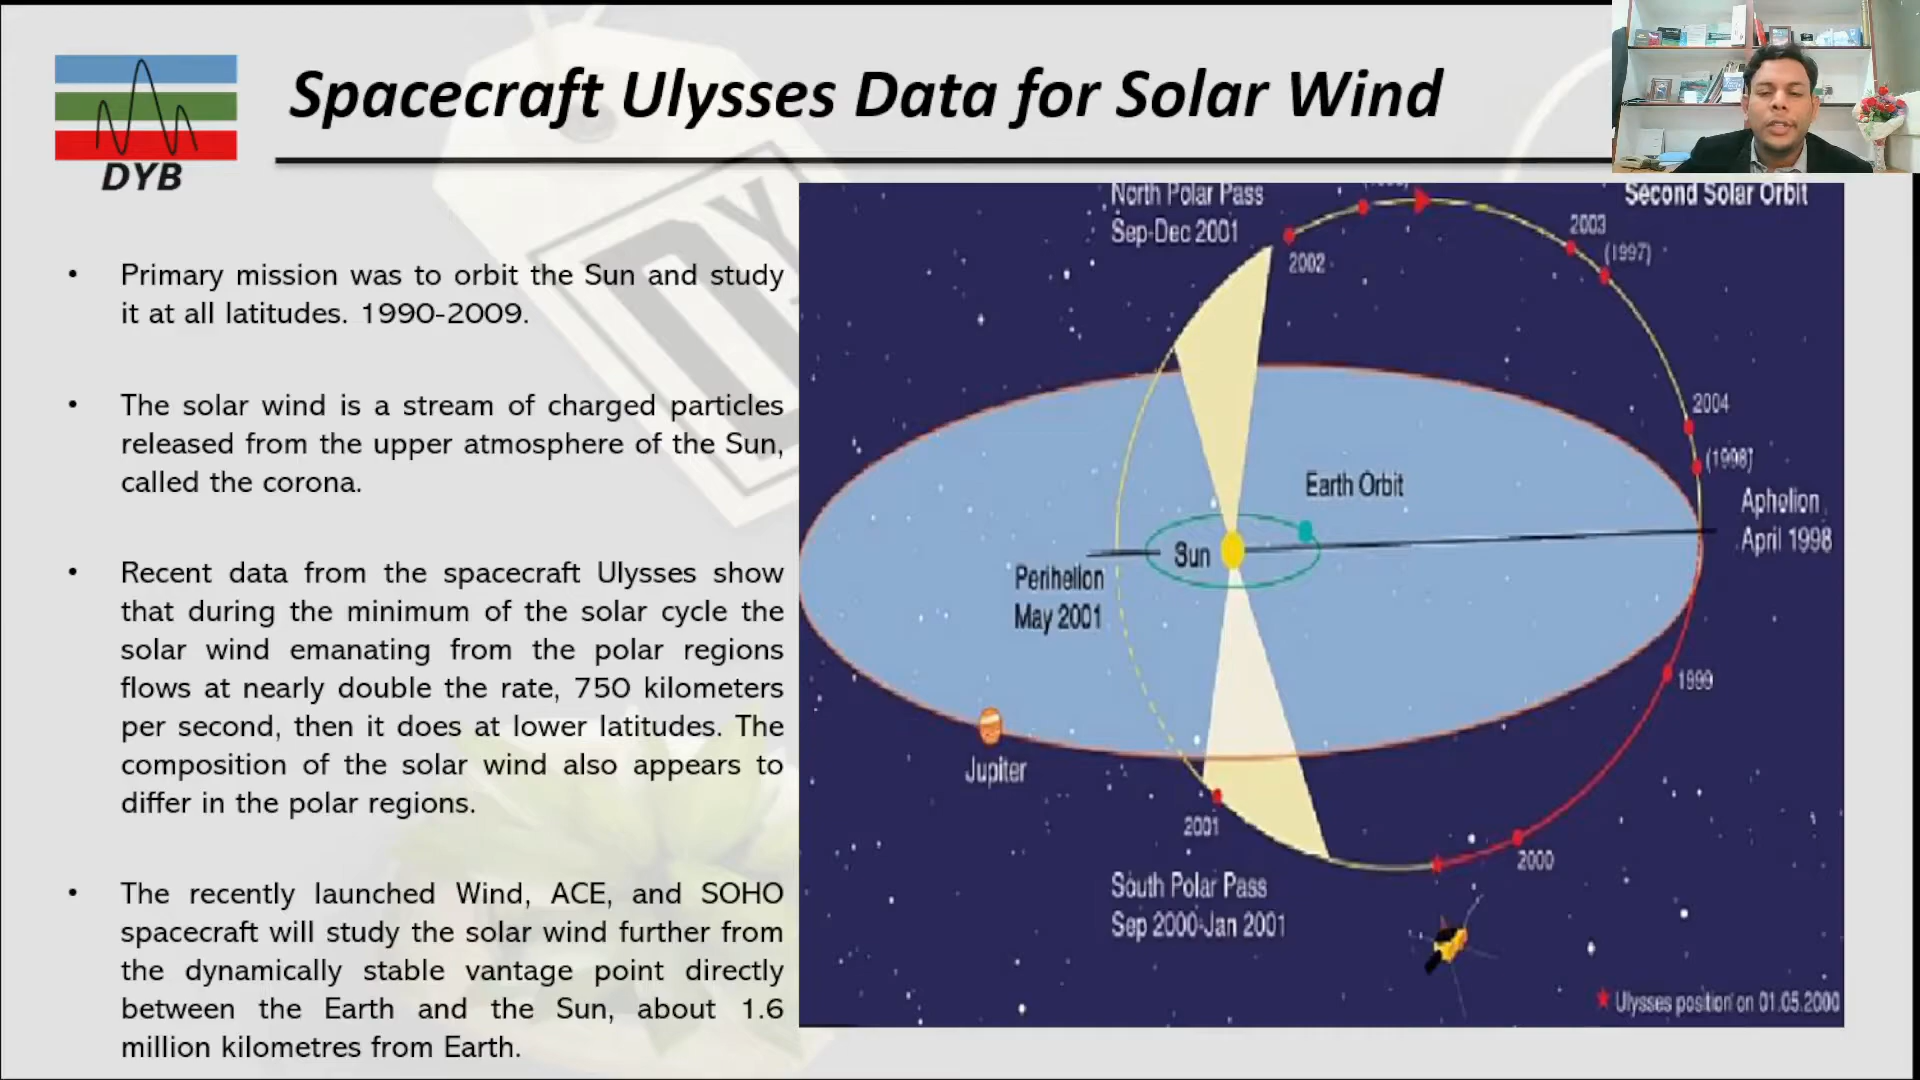 Spacecraft Ulysses Data for Solar Wind
DYB
• Primary mission was to orbit the Sun and study
it at all latitudes. 1990-2009.
• The solar wind is a stream of charged particles
released from the upper atmosphere of the Sun,
called the corona.
• Recent data from the spacecraft Ulysses show
that during the minimum of the solar cycle the
solar wind emanating from the polar regions
flows at nearly double the rate, 750 kilometers
per second, then it does at lower latitudes. The
composition of the solar wind also appears to
differ in the polar regions.
• The recently launched Wind, ACE, and SOHO
spacecraft will study the solar wind further from
the dynamically stable vantage point directly
between the Earth and the Sun, about 1.6
million kilometres from Earth.
North Polar Pass
Sep-Dec 2001
Second Solar Orbit
2002
2003
(1997)
2004
(1998)
Earth Orbit
Aphelion
April 1998
Sun
Perihelion
May 2001
1999
Jupiter
2001
2000
South Polar Pass
Sep 2000-Jan 2001
Ulysses position on 01.05.2000